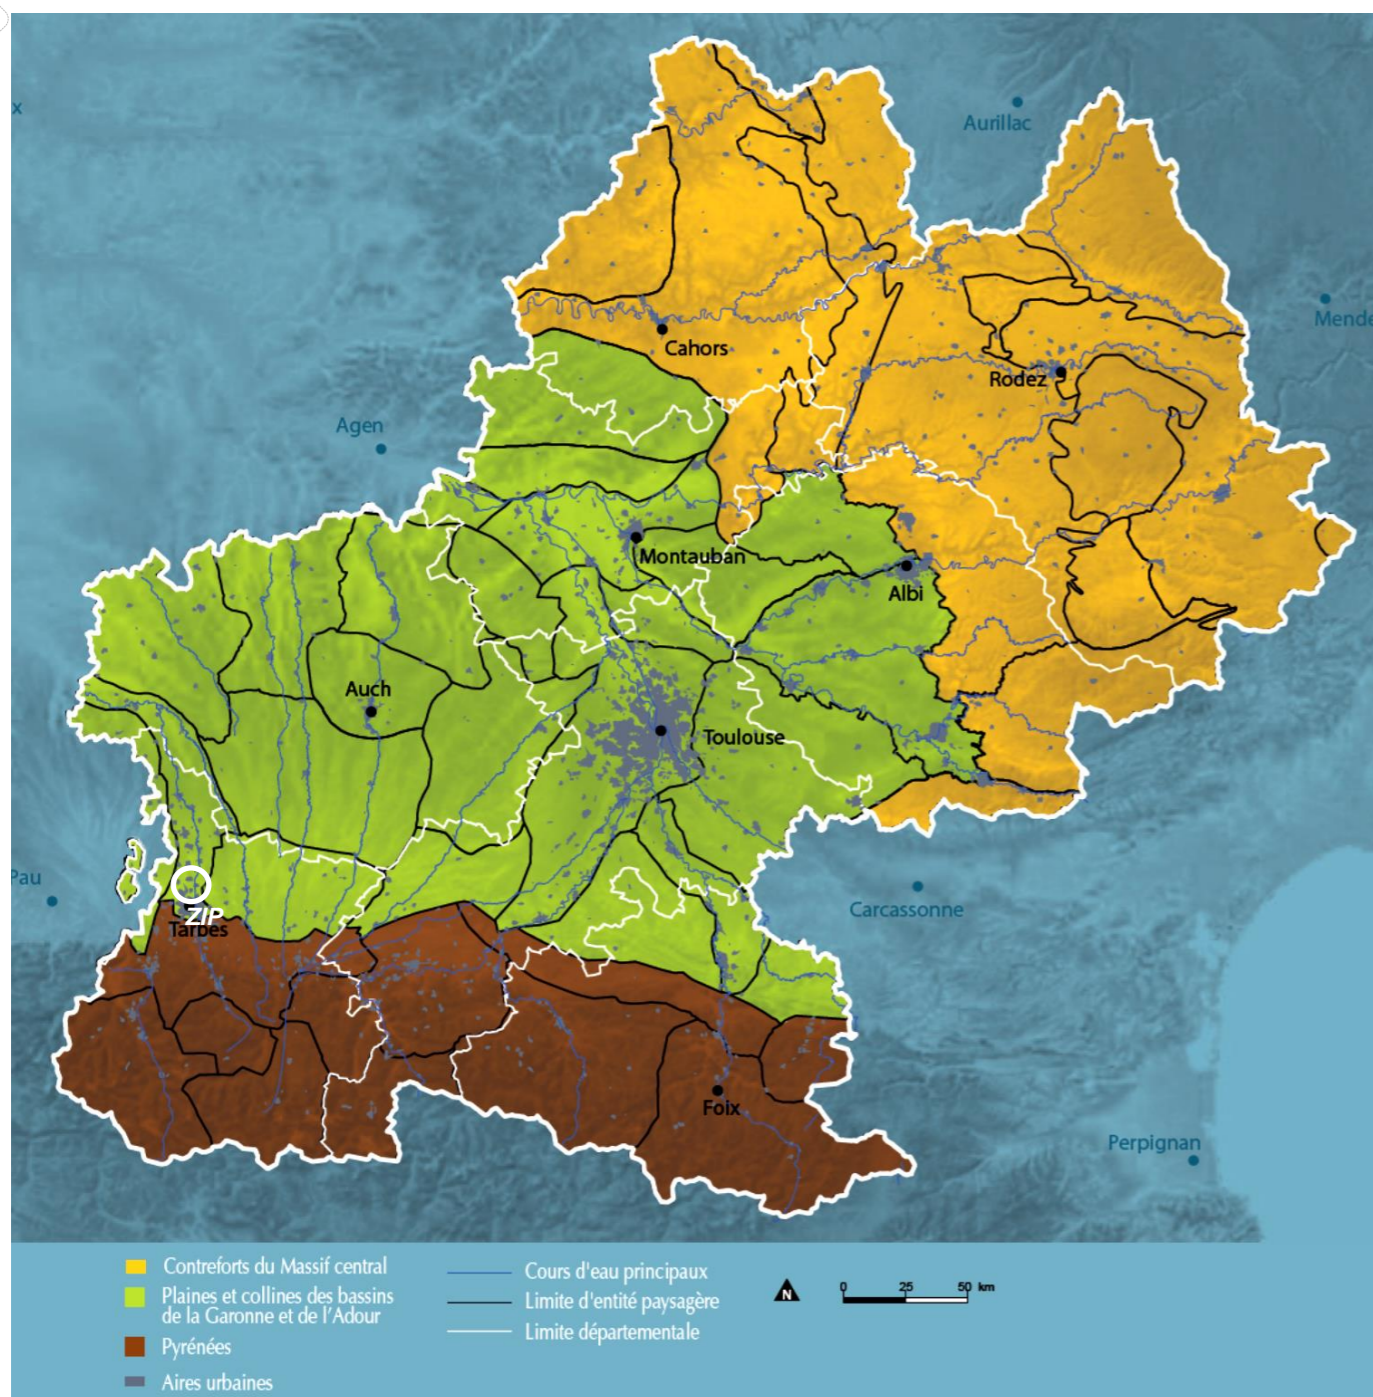 x
Aurillac
Mende
Cahors
Rodez
Agen
Montauban
Albi
Auch
Toulouse
Pau
ZIP
Tarbes
Carcassonne
Foix
Perpignan
Contreforts du Massif central
Plaines et collines des bassins
de la Garonne et de l'Adour
Pyrénées
Aires urbaines
Cours d'eau principaux
Limite d'entité paysagère
Limite départementale
N
0 25 50 km